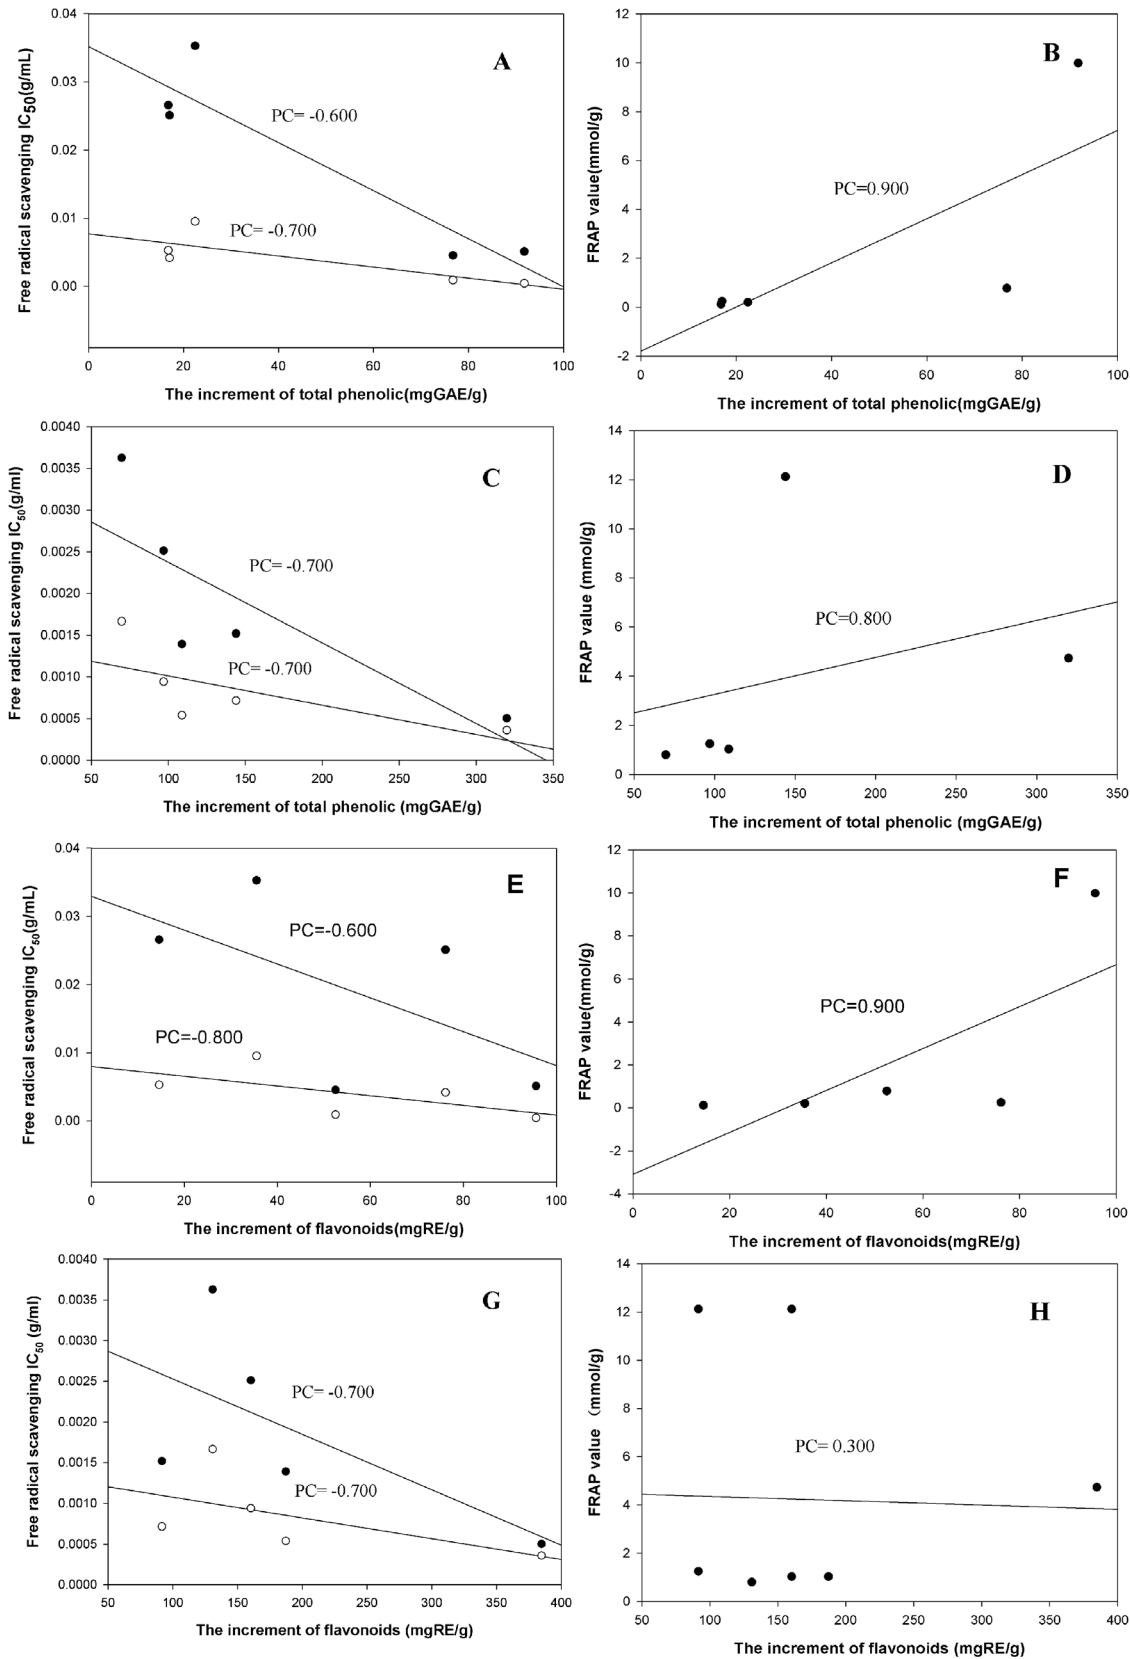 A
PC= -0.600
PC= -0.700
Free radical scavenging IC50(g/mL)
0.04
0.03
0.02
0.01
0.00
0 20 40 60 80 100
The increment of total phenolic(mgGAE/g)
B
PC=0.900
FRAP value(mmol/g)
12
10
8
6
4
2
0
-2
0 20 40 60 80 100
The increment of total phenolic(mgGAE/g)
C
PC= -0.700
PC= -0.700
Free radical scavenging IC50(g/ml)
0.0040
0.0035
0.0030
0.0025
0.0020
0.0015
0.0010
0.0005
0.0000
50 100 150 200 250 300 350
The increment of total phenolic (mgGAE/g)
D
PC=0.800
FRAP value (mmol/g)
14
12
10
8
6
4
2
0
50 100 150 200 250 300 350
The increment of total phenolic (mgGAE/g)
E
PC=-0.600
PC=-0.800
Free radical scavenging IC50(g/mL)
0.04
0.03
0.02
0.01
0.00
0 20 40 60 80 100
The increment of flavonoids(mgRE/g)
F
PC=0.900
FRAP value(mmol/g)
12
10
8
6
4
2
0
-2
-4
0 20 40 60 80 100
The increment of flavonoids(mgRE/g)
G
PC= -0.700
PC= -0.700
Free radical scavenging IC50 (g/ml)
0.0040
0.0035
0.0030
0.0025
0.0020
0.0015
0.0010
0.0005
0.0000
50 100 150 200 250 300 350 400
The increment of flavonoids (mgRE/g)
H
PC= 0.300
FRAP value (mmol/g)
14
12
10
8
6
4
2
0
50 100 150 200 250 300 350 400
The increment of flavonoids (mgRE/g)